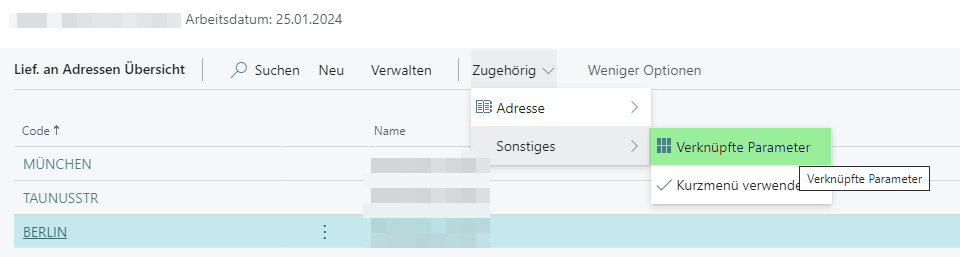 Arbeitsdatum: 25.01.2024
Lief. an Adressen Übersicht Suchen Neu Verwalten Zugehörig Weniger Optionen
Adresse
Code ↑ Name
Sonstiges
Verknüpfte Parameter
MÜNCHEN
Verknüpfte Parameter
Kurzmenü verwende
TAUNUSSTR
BERLIN